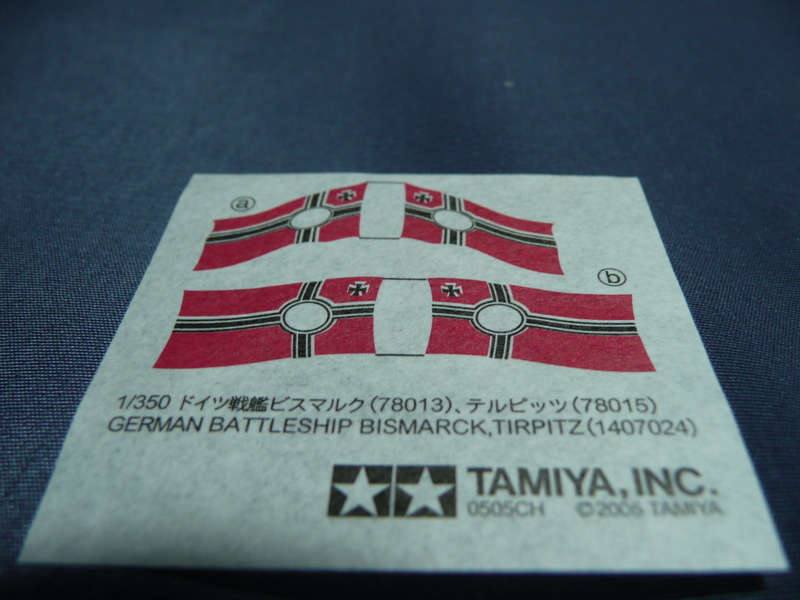 a
b
1/350 ドイツ戦艦ビスマルク(78013)、テルピッツ(78015)
GERMAN BATTLESHIP BISMARCK,TIRPITZ(1407024)
TAMIYA, INC.
0505CH ©2005 TAMIYA